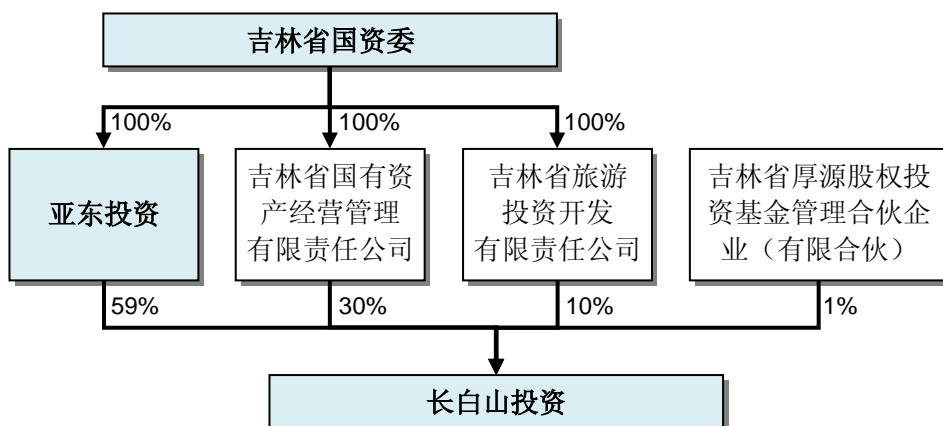 吉林省国资委
100%
100%
100%
亚东投资
吉林省国有资
产经营管理
有限责任公司
吉林省旅游
投资开发
有限责任公司
吉林省厚源股权投
资基金管理合伙企
业（有限合伙）
59%
30%
10%
1%
长白山投资